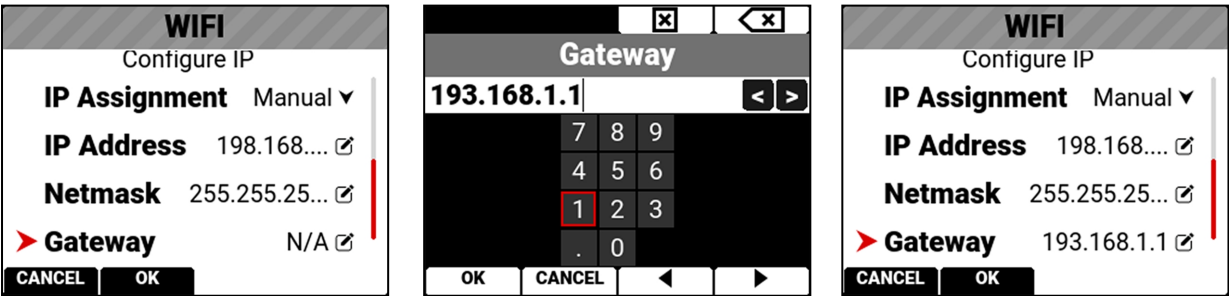 WIFI
Configure IP
IP Assignment Manual
IP Address 198.168....
Netmask 255.255.25...
Gateway N/A
CANCEL OK
Gateway
193.168.1.1 < >
7 8 9
4 5 6
1 2 3
. 0
OK CANCEL ◀ ▶
WIFI
Configure IP
IP Assignment Manual
IP Address 198.168....
Netmask 255.255.25...
Gateway 193.168.1.1
CANCEL OK